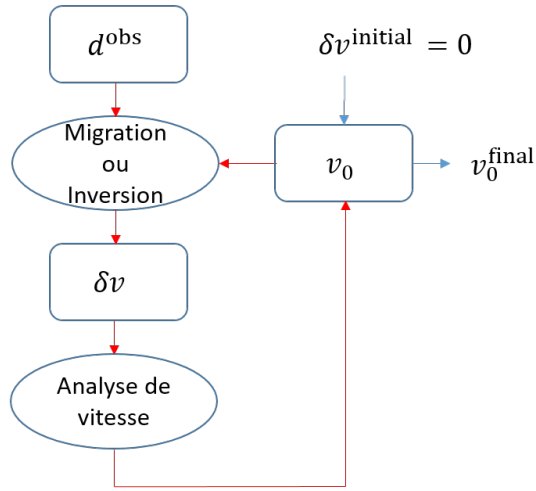 d^obs
δv^initial = 0
Migration
ou
Inversion
v_0
v_0^final
δv
Analyse de
vitesse